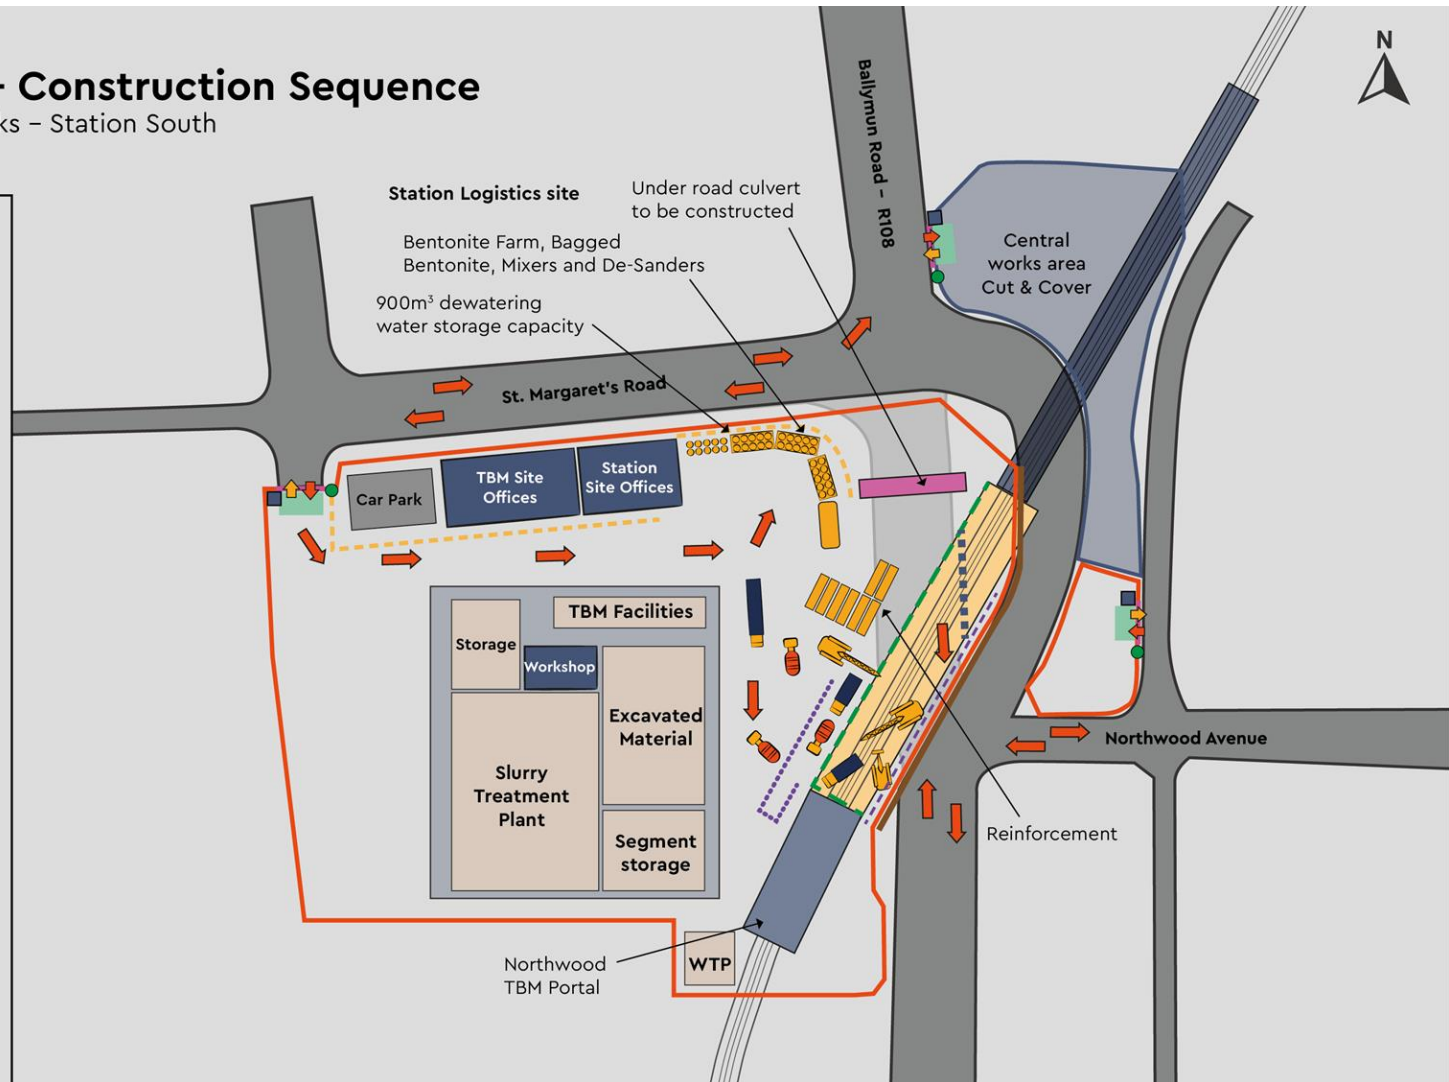 - Construction Sequence
ks – Station South
N
Ballymun Road – R108
Station Logistics site
Under road culvert
to be constructed
Bentonite Farm, Bagged
Bentonite, Mixers and De-Sanders
900m³ dewatering
water storage capacity
Central
works area
Cut & Cover
St. Margaret's Road
Car Park
TBM Site
Offices
Station
Site Offices
TBM Facilities
Storage
Workshop
Excavated
Material
Slurry
Treatment
Plant
Segment
storage
Northwood Avenue
Reinforcement
Northwood
TBM Portal
WTP